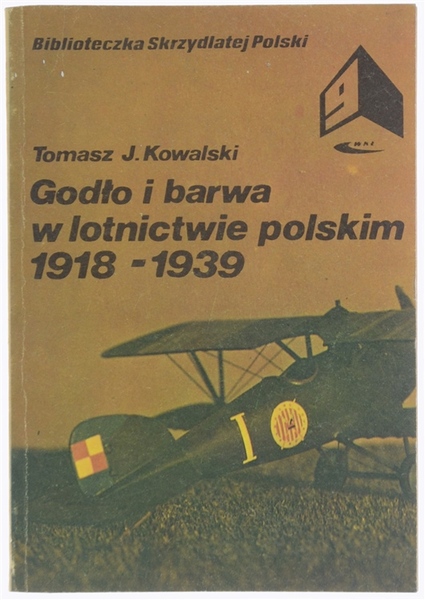 Biblioteczka Skrzydlatej Polski
9
Tomasz J. Kowalski
Godło i barwa
w lotnictwie polskim
1918 - 1939
I